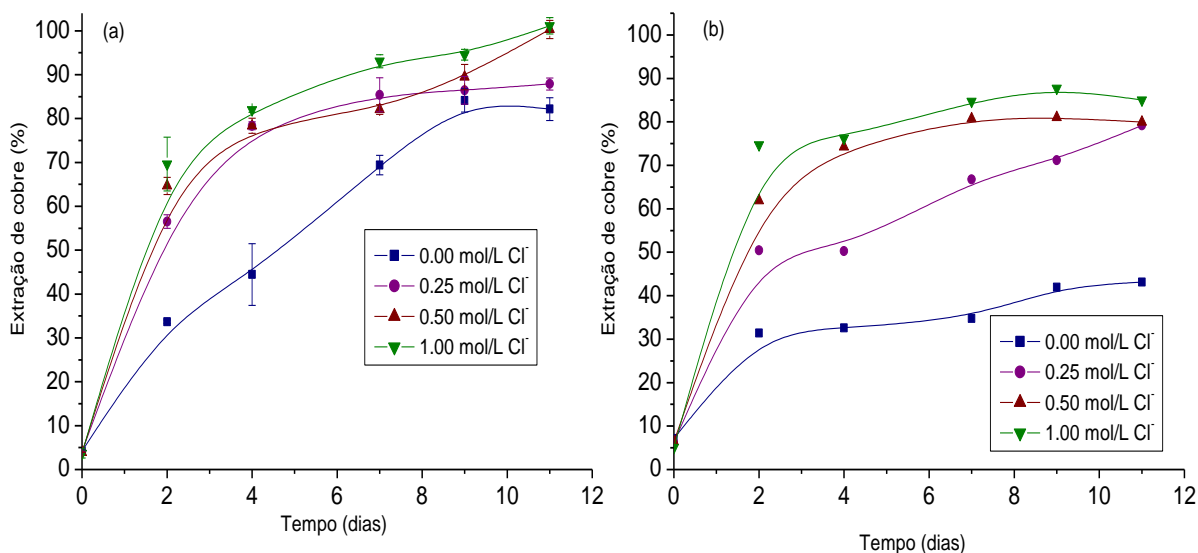 (a)
Extração de cobre (%)
100
90
80
70
60
50
40
30
20
10
0
0 2 4 6 8 10 12
Tempo (dias)
0.00 mol/L Cl⁻
0.25 mol/L Cl⁻
0.50 mol/L Cl⁻
1.00 mol/L Cl⁻
(b)
Extração de cobre (%)
100
90
80
70
60
50
40
30
20
10
0
0 2 4 6 8 10 12
Tempo (dias)
0.00 mol/L Cl⁻
0.25 mol/L Cl⁻
0.50 mol/L Cl⁻
1.00 mol/L Cl⁻